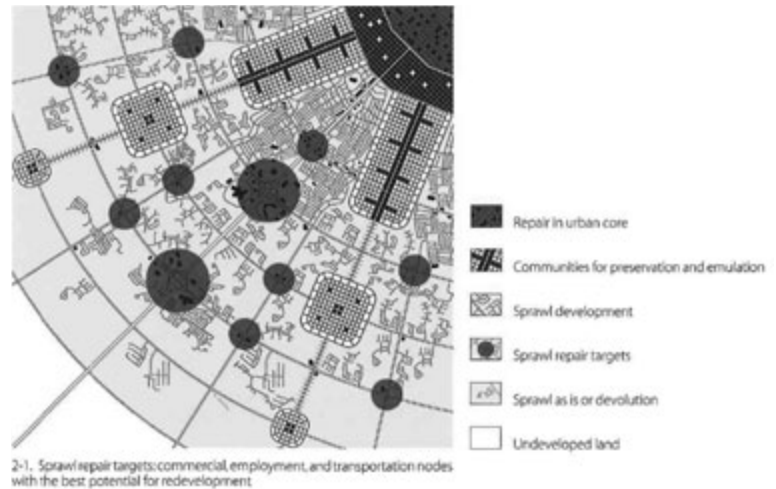 Repair in urban core
Communities for preservation and emulation
Sprawl development
Sprawl repair targets
Sprawl as is or devolution
Undeveloped land
2-1. Sprawl repair targets: commercial, employment, and transportation nodes
with the best potential for redevelopment